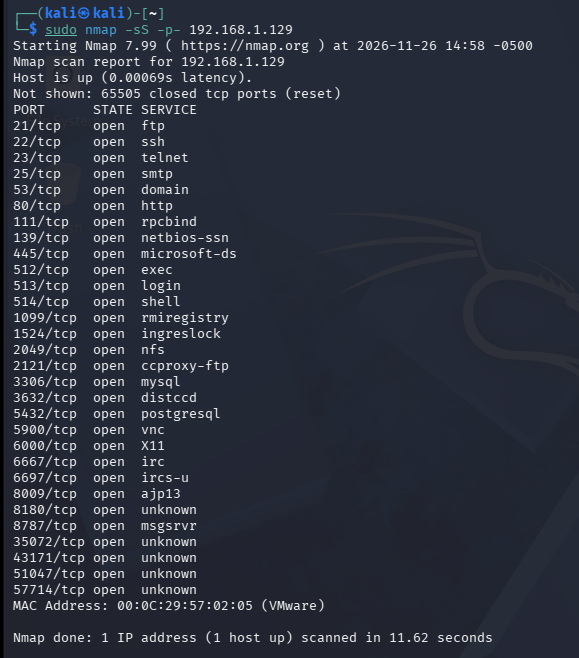 ┌──(kali㉿kali)-[~]
└─$ sudo nmap -sS -p- 192.168.1.129
Starting Nmap 7.99 ( https://nmap.org ) at 2026-11-26 14:58 -0500
Nmap scan report for 192.168.1.129
Host is up (0.00069s latency).
Not shown: 65505 closed tcp ports (reset)
PORT      STATE SERVICE
21/tcp    open  ftp
22/tcp    open  ssh
23/tcp    open  telnet
25/tcp    open  smtp
53/tcp    open  domain
80/tcp    open  http
111/tcp   open  rpcbind
139/tcp   open  netbios-ssn
445/tcp   open  microsoft-ds
512/tcp   open  exec
513/tcp   open  login
514/tcp   open  shell
1099/tcp  open  rmiregistry
1524/tcp  open  ingreslock
2049/tcp  open  nfs
2121/tcp  open  ccproxy-ftp
3306/tcp  open  mysql
3632/tcp  open  distccd
5432/tcp  open  postgresql
5900/tcp  open  vnc
6000/tcp  open  X11
6667/tcp  open  irc
6697/tcp  open  ircs-u
8009/tcp  open  ajp13
8180/tcp  open  unknown
8787/tcp  open  msgsrvr
35072/tcp open  unknown
43171/tcp open  unknown
51047/tcp open  unknown
57714/tcp open  unknown
MAC Address: 00:0C:29:57:02:05 (VMware)
Nmap done: 1 IP address (1 host up) scanned in 11.62 seconds